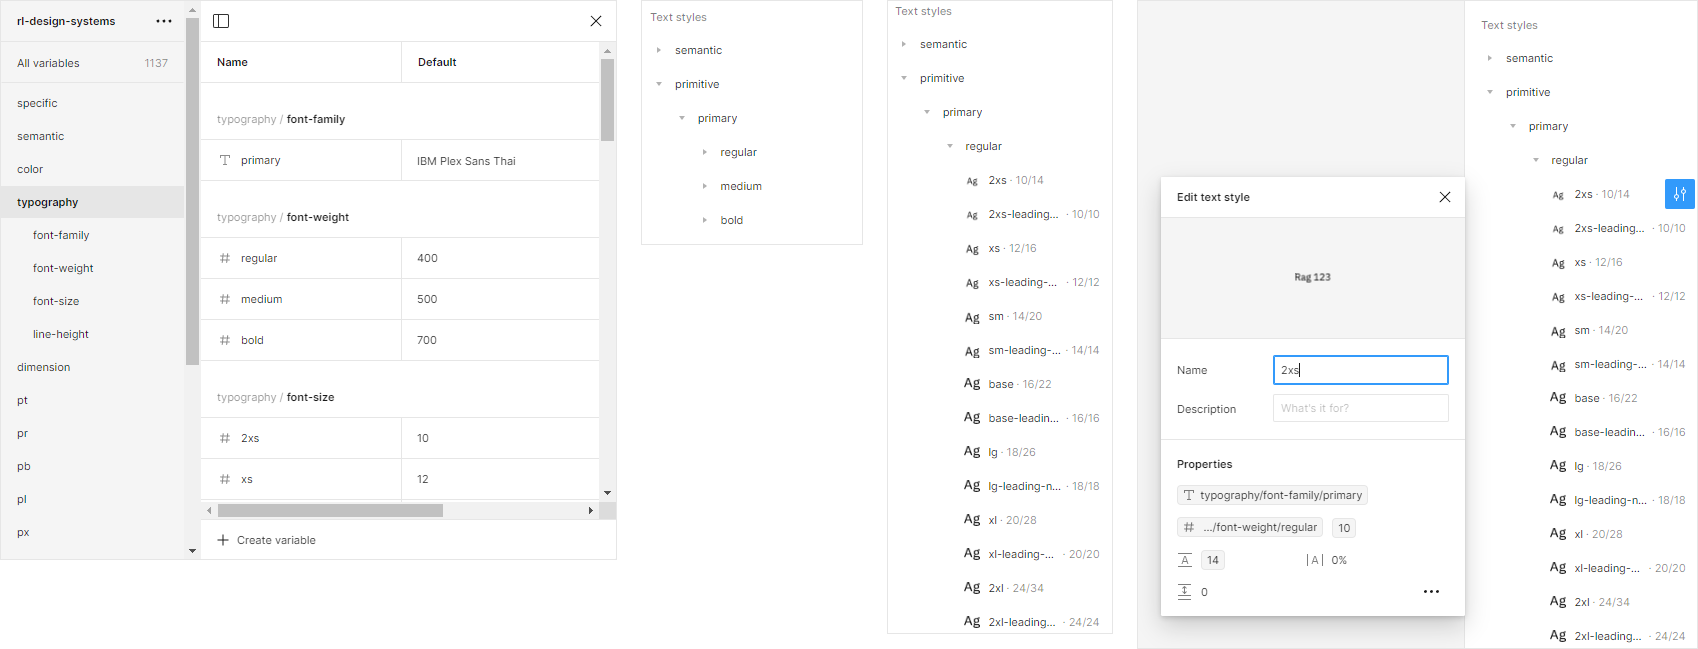 rl-design-systems
All variables 1137
specific
semantic
color
typography
font-family
font-weight
font-size
line-height
dimension
pt
pr
pb
pl
px
Name Default
typography / font-family
primary IBM Plex Sans Thai
typography / font-weight
regular 400
medium 500
bold 700
typography / font-size
2xs 10
xs 12
Create variable
Text styles
semantic
primitive
primary
regular
medium
bold
Text styles
semantic
primitive
primary
regular
Ag 2xs · 10/14
Ag 2xs-leading... · 10/10
Ag xs · 12/16
Ag xs-leading-... · 12/12
Ag sm · 14/20
Ag sm-leading-... · 14/14
Ag base · 16/22
Ag base-leadin... · 16/16
Ag lg · 18/26
Ag lg-leading-n... · 18/18
Ag xl · 20/28
Ag xl-leading-... · 20/20
Ag 2xl · 24/34
Ag 2xl-leading... · 24/24
Edit text style
Rag 123
Name 2xs
Description What's it for?
Properties
typography/font-family/primary
.../font-weight/regular 10
A 14 |A| 0%
0
Text styles
semantic
primitive
primary
regular
Ag 2xs · 10/14
Ag 2xs-leading... · 10/10
Ag xs · 12/16
Ag xs-leading-... · 12/12
Ag sm · 14/20
Ag sm-leading-... · 14/14
Ag base · 16/22
Ag base-leadin... · 16/16
Ag lg · 18/26
Ag lg-leading-n... · 18/18
Ag xl · 20/28
Ag xl-leading-... · 20/20
Ag 2xl · 24/34
Ag 2xl-leading... · 24/24